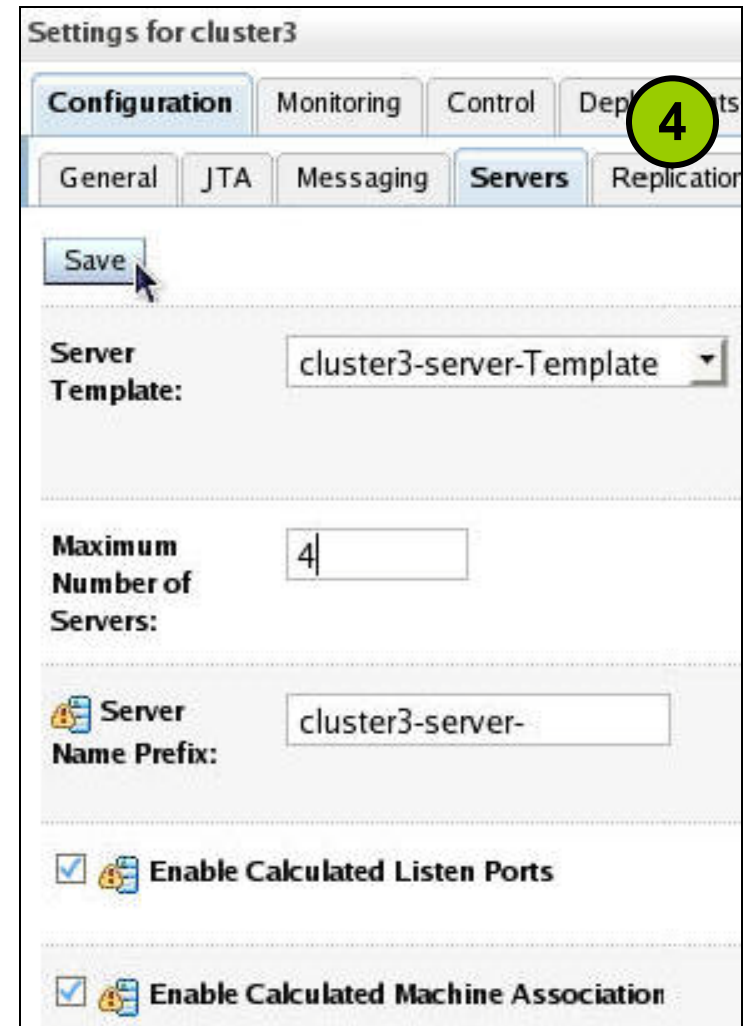 Settings for cluster3
Configuration Monitoring Control
4
General JTA Messaging Servers Replication
Save
Server
Template:
cluster3-server-Template
Maximum
Number of
Servers:
4
Server
Name Prefix:
cluster3-server-
Enable Calculated Listen Ports
Enable Calculated Machine Association